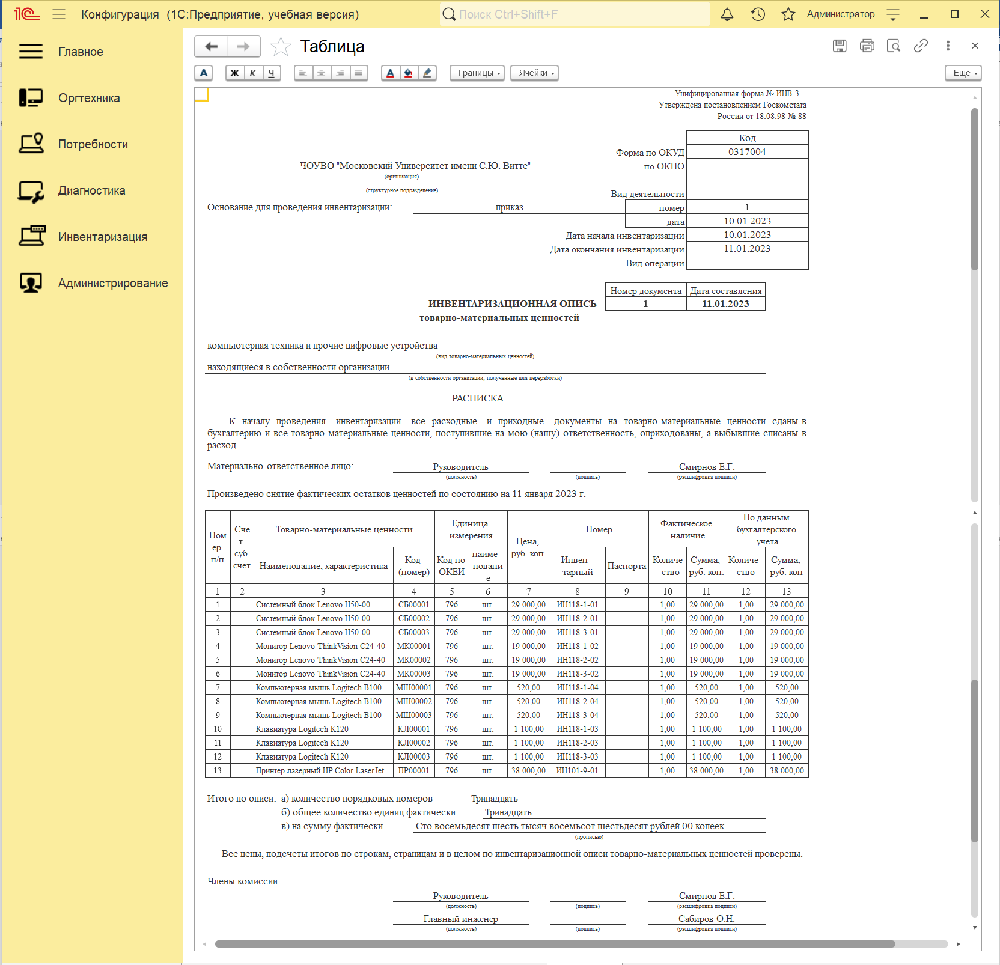 1С Конфигурация (1С:Предприятие, учебная версия) Поиск Ctrl+Shift+F Администратор
Главное
Оргтехника
Потребности
Диагностика
Инвентаризация
Администрирование
Таблица
А Ж К Ч А Границы Ячейки Еще
Унифицированная форма № ИНВ-3
Утверждена постановлением Госкомстата
России от 18.08.98 № 88
Код
Форма по ОКУД 0317004
ЧОУВО "Московский Университет имени С.Ю. Витте" по ОКПО
(организация)
(структурное подразделение)
Вид деятельности
Основание для проведения инвентаризации: приказ номер 1
дата 10.01.2023
Дата начала инвентаризации 10.01.2023
Дата окончания инвентаризации 11.01.2023
Вид операции
Номер документа Дата составления
ИНВЕНТАРИЗАЦИОННАЯ ОПИСЬ 1 11.01.2023
товарно-материальных ценностей
компьютерная техника и прочие цифровые устройства
(вид товарно-материальных ценностей)
находящиеся в собственности организации
(в собственности организации, полученные для переработки)
РАСПИСКА
К началу проведения инвентаризации все расходные и приходные документы на товарно-материальные ценности сданы в
бухгалтерию и все товарно-материальные ценности, поступившие на мою (нашу) ответственность, оприходованы, а выбывшие списаны в
расход.
Материально-ответственное лицо: Руководитель Смирнов Е.Г.
(должность) (подпись) (расшифровка подписи)
Произведено снятие фактических остатков ценностей по состоянию на 11 января 2023 г.
Ном
ер
п/п
Сче
т
суб
счет
Товарно-материальные ценности
Единица
измерения
Цена,
руб. коп.
Номер
Фактическое
наличие
По данным
бухгалтерского
учета
Наименование, характеристика
Код
(номер)
Код по
ОКЕИ
наиме-
новани
е
Инвен-
тарный
Паспорта
Количе
- ство
Сумма,
руб. коп.
Количе-
ство
Сумма,
руб. коп
1 2 3 4 5 6 7 8 9 10 11 12 13
1 Системный блок Lenovo H50-00 СБ00001 796 шт. 29 000,00 ИН118-1-01 1,00 29 000,00 1,00 29 000,00
2 Системный блок Lenovo H50-00 СБ00002 796 шт. 29 000,00 ИН118-2-01 1,00 29 000,00 1,00 29 000,00
3 Системный блок Lenovo H50-00 СБ00003 796 шт. 29 000,00 ИН118-3-01 1,00 29 000,00 1,00 29 000,00
4 Монитор Lenovo ThinkVision C24-40 МК00001 796 шт. 19 000,00 ИН118-1-02 1,00 19 000,00 1,00 19 000,00
5 Монитор Lenovo ThinkVision C24-40 МК00002 796 шт. 19 000,00 ИН118-2-02 1,00 19 000,00 1,00 19 000,00
6 Монитор Lenovo ThinkVision C24-40 МК00003 796 шт. 19 000,00 ИН118-3-02 1,00 19 000,00 1,00 19 000,00
7 Компьютерная мышь Logitech B100 МШ00001 796 шт. 520,00 ИН118-1-04 1,00 520,00 1,00 520,00
8 Компьютерная мышь Logitech B100 МШ00002 796 шт. 520,00 ИН118-2-04 1,00 520,00 1,00 520,00
9 Компьютерная мышь Logitech B100 МШ00003 796 шт. 520,00 ИН118-3-04 1,00 520,00 1,00 520,00
10 Клавиатура Logitech K120 КЛ00001 796 шт. 1 100,00 ИН118-1-03 1,00 1 100,00 1,00 1 100,00
11 Клавиатура Logitech K120 КЛ00002 796 шт. 1 100,00 ИН118-2-03 1,00 1 100,00 1,00 1 100,00
12 Клавиатура Logitech K120 КЛ00003 796 шт. 1 100,00 ИН118-3-03 1,00 1 100,00 1,00 1 100,00
13 Принтер лазерный HP Color LaserJet ПР00001 796 шт. 38 000,00 ИН101-9-01 1,00 38 000,00 1,00 38 000,00
Итого по описи: а) количество порядковых номеров Тринадцать
б) общее количество единиц фактически Тринадцать
в) на сумму фактически Сто восемьдесят шесть тысяч восемьсот шестьдесят рублей 00 копеек
(прописью)
Все цены, подсчеты итогов по строкам, страницам и в целом по инвентаризационной описи товарно-материальных ценностей проверены.
Члены комиссии:
Руководитель Смирнов Е.Г.
(должность) (подпись) (расшифровка подписи)
Главный инженер Сабиров О.Н.
(должность) (подпись) (расшифровка подписи)